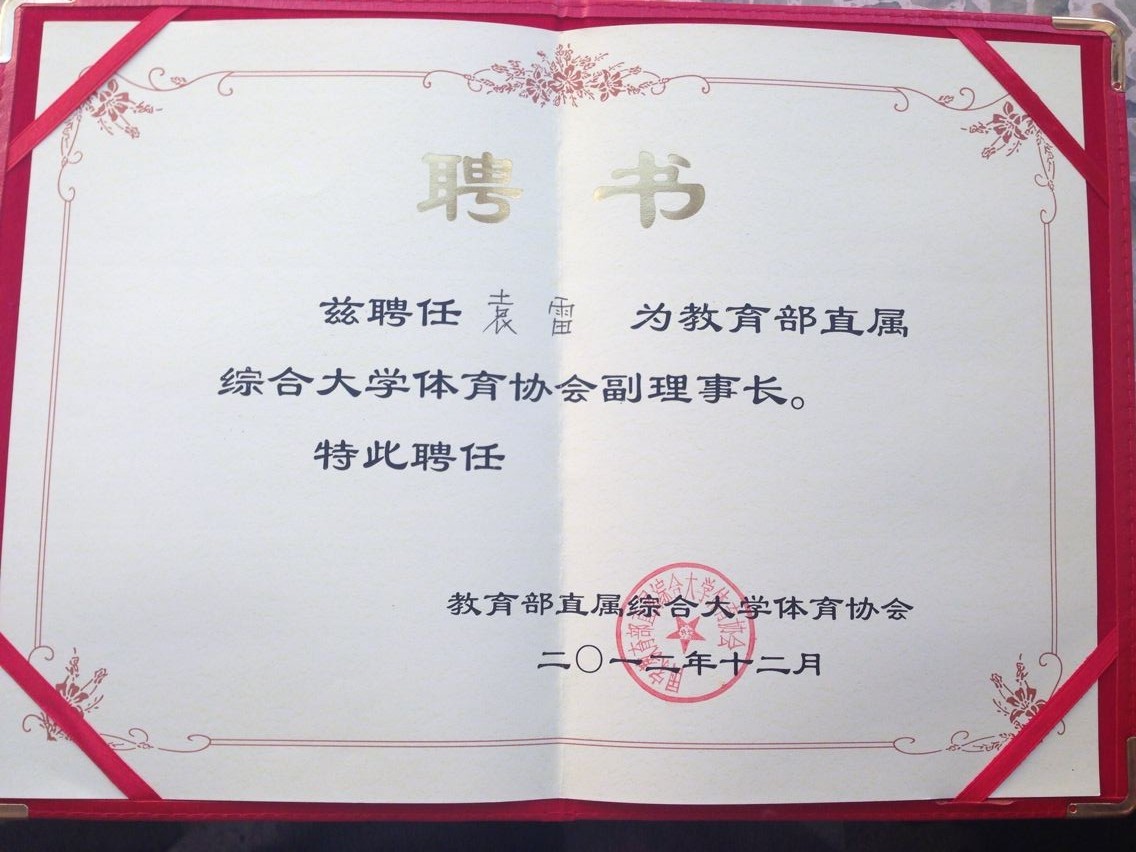 聘书
兹聘任 袁雷 为教育部直属
综合大学体育协会副理事长。
特此聘任
教育部直属综合大学体育协会
二〇一二年十二月